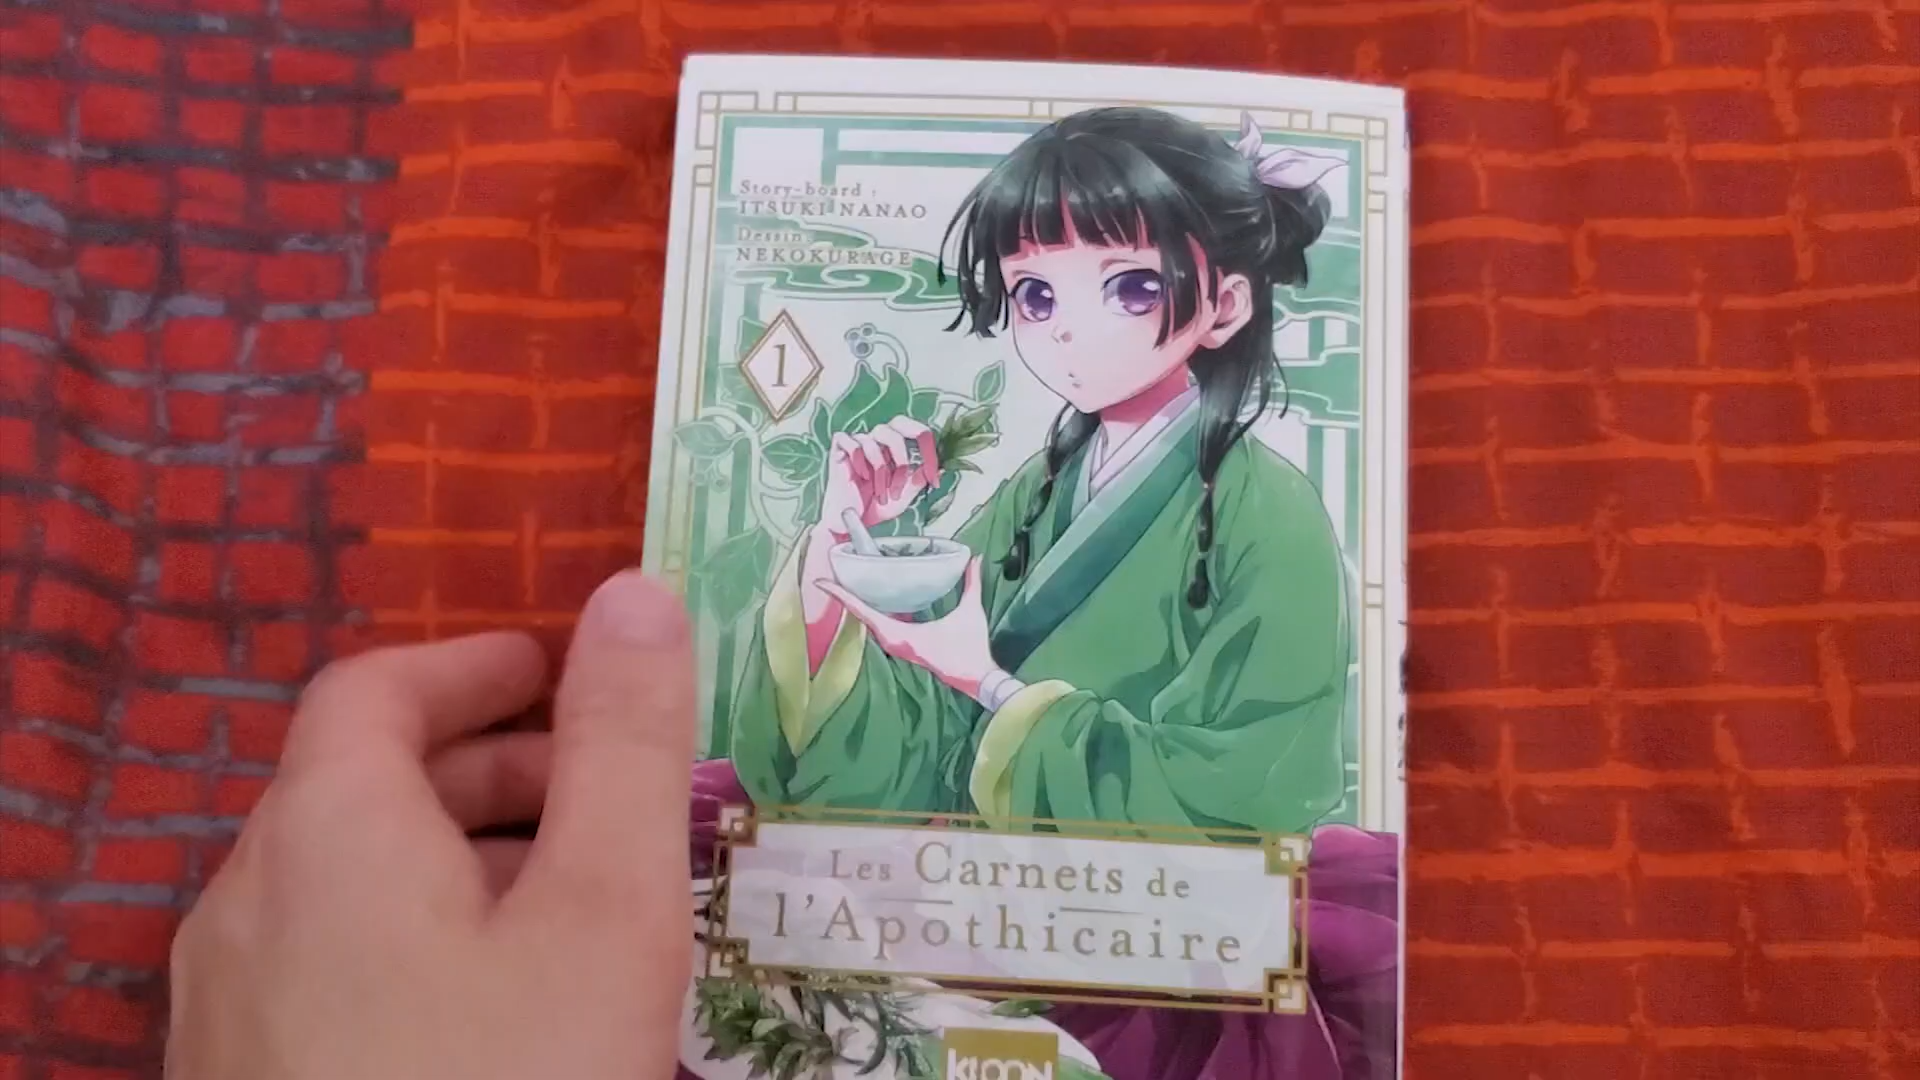 Story-board :
ITSUKI NANAO
Dessin :
NEKOKURAGE
1
Les Carnets de
l'Apothicaire
KI-OON